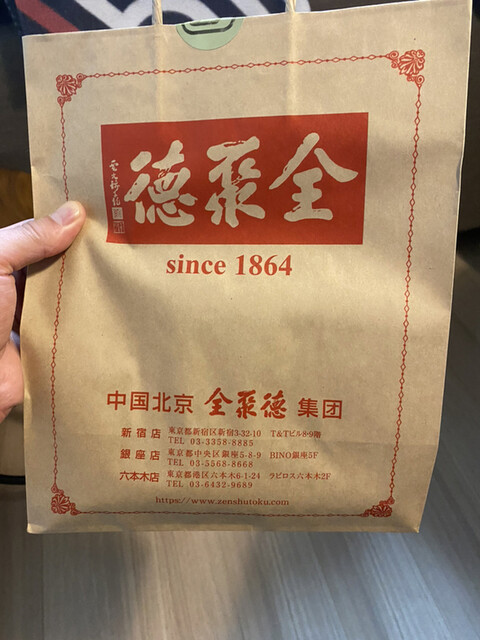 德聚全
since 1864
中国北京 全聚德 集団
新宿店 東京都新宿区新宿3-32-10 T&Tビル8・9階
TEL 03-3358-8885
銀座店 東京都中央区銀座5-8-9 BINO銀座5F
TEL 03-5568-8668
六本木店 東京都港区六本木6-1-24 ラピロス六本木2F
TEL 03-6432-9689
https://www.zenshutoku.com